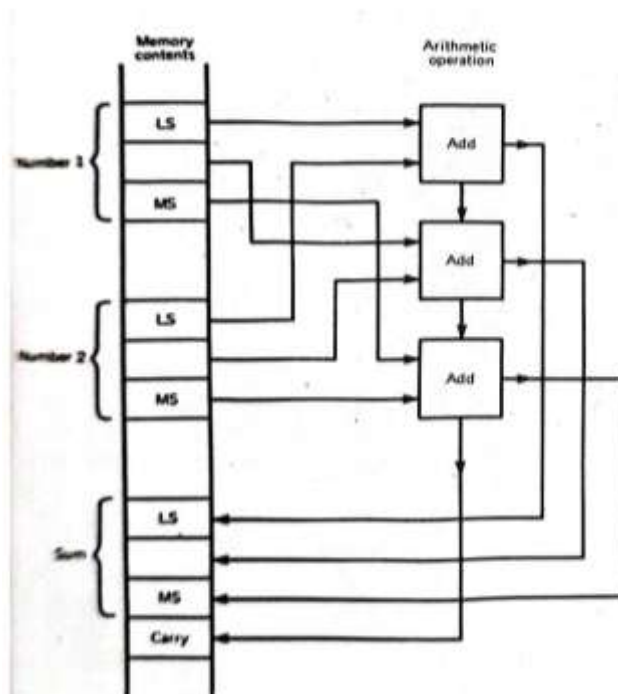 Memory
contents
Arithmetic
operation
Number 1
LS
MS
Add
Add
Number 2
LS
MS
Add
Sum
LS
MS
Carry